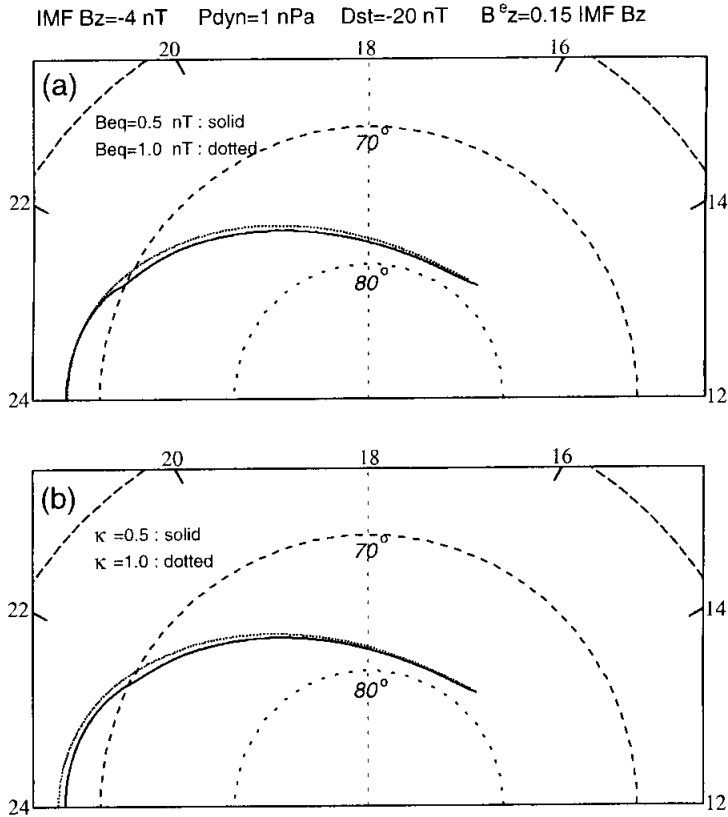 IMF Bz=-4 nT Pdyn=1 nPa Dst=-20 nT B^e z=0.15 IMF Bz
20 18 16
(a)
Beq=0.5 nT : solid
Beq=1.0 nT : dotted
70°
22 14
80°
24 12
20 18 16
(b)
κ =0.5 : solid
κ =1.0 : dotted
70°
22 14
80°
24 12